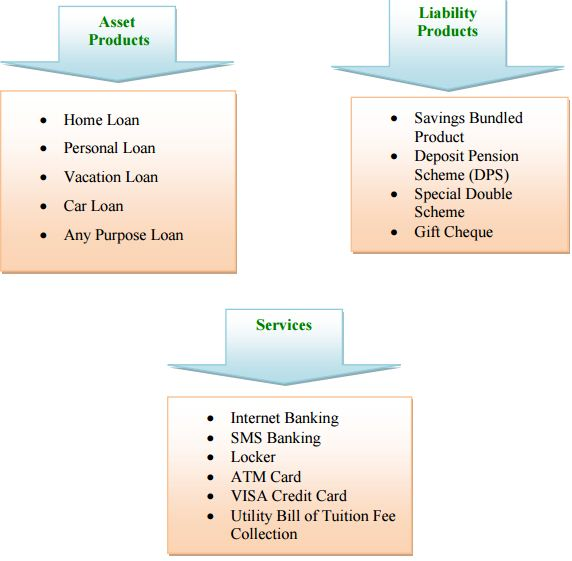 Asset
Products
• Home Loan
• Personal Loan
• Vacation Loan
• Car Loan
• Any Purpose Loan
Liability
Products
• Savings Bundled
Product
• Deposit Pension
Scheme (DPS)
• Special Double
Scheme
• Gift Cheque
Services
• Internet Banking
• SMS Banking
• Locker
• ATM Card
• VISA Credit Card
• Utility Bill of Tuition Fee
Collection